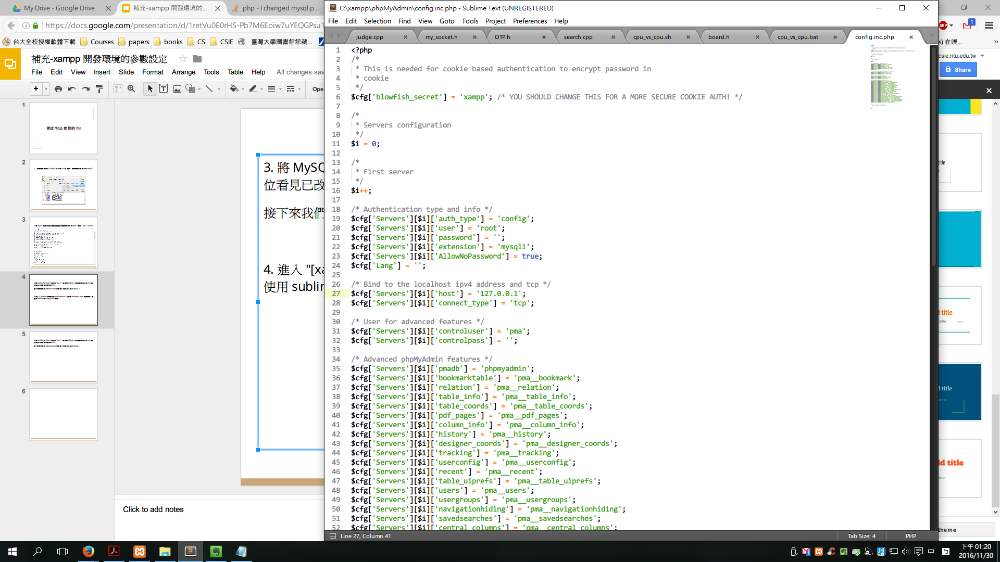 My Drive - Google Drive
補充-xampp 開發環境的...
php - I changed mysql p...
https://docs.google.com/presentation/d/1retVu0E0rHS-Pb7M6Eoiw7uYEQGPsu
台大全校授權軟體下載
Courses
papers
books
CS
CSIE
臺灣大學圖書館館藏...
補充-xampp 開發環境的參數設定
File Edit View Insert Slide Format Arrange Tools Table Help All changes sav
Ope
1
更改 MySQL 使用的 Port
2
3
4
5
6
3. 將 MySQ
位看見已改
接下來我們
4. 進入 "[xa
使用 sublim
Click to add notes
C:\xampp\phpMyAdmin\config.inc.php - Sublime Text (UNREGISTERED)
File Edit Selection Find View Goto Tools Project Preferences Help
judge.cpp
my_socket.h
OTP.h
search.cpp
cpu_vs_cpu.sh
board.h
cpu_vs_cpu.bat
config.inc.php
1 <?php
2 /*
3 * This is needed for cookie based authentication to encrypt password in
4 * cookie
5 */
6 $cfg['blowfish_secret'] = 'xampp'; /* YOU SHOULD CHANGE THIS FOR A MORE SECURE COOKIE AUTH! */
7
8 /*
9 * Servers configuration
10 */
11 $i = 0;
12
13 /*
14 * First server
15 */
16 $i++;
17
18 /* Authentication type and info */
19 $cfg['Servers'][$i]['auth_type'] = 'config';
20 $cfg['Servers'][$i]['user'] = 'root';
21 $cfg['Servers'][$i]['password'] = '';
22 $cfg['Servers'][$i]['extension'] = 'mysqli';
23 $cfg['Servers'][$i]['AllowNoPassword'] = true;
24 $cfg['Lang'] = '';
25
26 /* Bind to the localhost ipv4 address and tcp */
27 $cfg['Servers'][$i]['host'] = '127.0.0.1';
28 $cfg['Servers'][$i]['connect_type'] = 'tcp';
29
30 /* User for advanced features */
31 $cfg['Servers'][$i]['controluser'] = 'pma';
32 $cfg['Servers'][$i]['controlpass'] = '';
33
34 /* Advanced phpMyAdmin features */
35 $cfg['Servers'][$i]['pmadb'] = 'phpmyadmin';
36 $cfg['Servers'][$i]['bookmarktable'] = 'pma__bookmark';
37 $cfg['Servers'][$i]['relation'] = 'pma__relation';
38 $cfg['Servers'][$i]['table_info'] = 'pma__table_info';
39 $cfg['Servers'][$i]['table_coords'] = 'pma__table_coords';
40 $cfg['Servers'][$i]['pdf_pages'] = 'pma__pdf_pages';
41 $cfg['Servers'][$i]['column_info'] = 'pma__column_info';
42 $cfg['Servers'][$i]['history'] = 'pma__history';
43 $cfg['Servers'][$i]['designer_coords'] = 'pma__designer_coords';
44 $cfg['Servers'][$i]['tracking'] = 'pma__tracking';
45 $cfg['Servers'][$i]['userconfig'] = 'pma__userconfig';
46 $cfg['Servers'][$i]['recent'] = 'pma__recent';
47 $cfg['Servers'][$i]['table_uiprefs'] = 'pma__table_uiprefs';
48 $cfg['Servers'][$i]['users'] = 'pma__users';
49 $cfg['Servers'][$i]['usergroups'] = 'pma__usergroups';
50 $cfg['Servers'][$i]['navigationhiding'] = 'pma__navigationhiding';
51 $cfg['Servers'][$i]['savedsearches'] = 'pma__savedsearches';
52 $cfg['Servers'][$i]['central_columns'] = 'pma__central_columns';
Line 27, Column 41
Tab Size: 4
PHP
ABP
1
s) 在噗...
csie.ntu.edu.tw
Share
title
d title
btitle
d title
btitle
ld title
btitle
theme
中
下午 01:20
2016/11/30